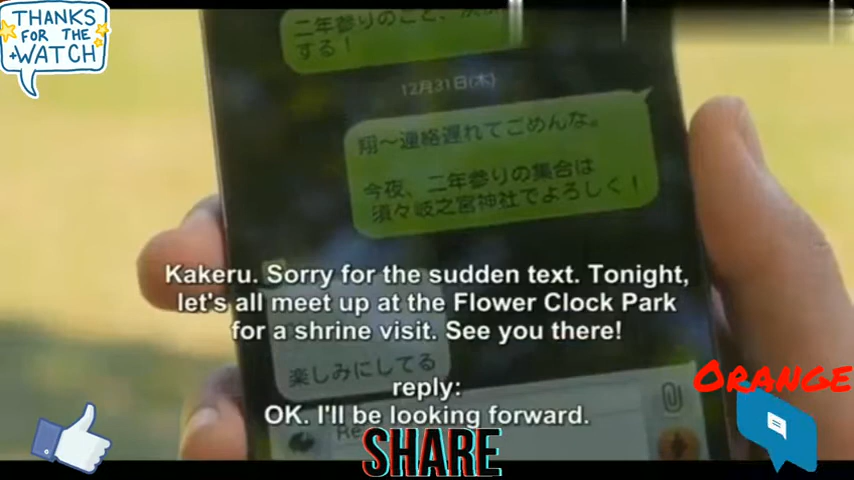 THANKS
FOR THE
WATCH
二年参りのこと、
する！
12月31日(木)
翔〜連絡遅れてごめんな。
今夜、二年参りの集合は
須々岐之宮神社でよろしく！
Kakeru. Sorry for the sudden text. Tonight,
let's all meet up at the Flower Clock Park
for a shrine visit. See you there!
楽しみにしてる
reply:
OK. I'll be looking forward.
Re
ORANGE
SHARE